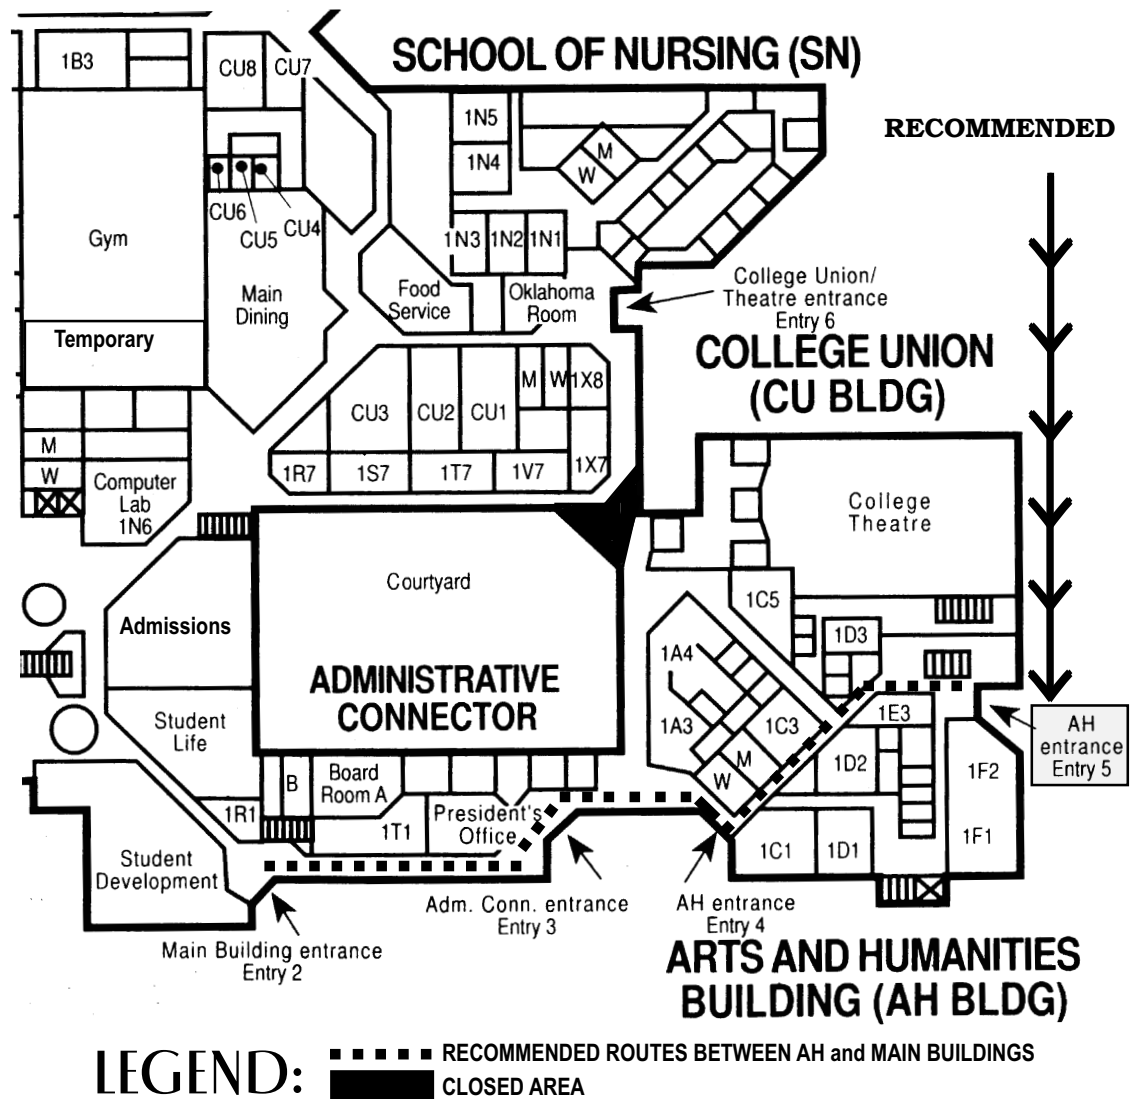 SCHOOL OF NURSING (SN)
RECOMMENDED
1B3
CU8
CU7
1N5
1N4
M
W
CU6
CU5
CU4
Gym
1N3
1N2
1N1
Main
Dining
Food
Service
Oklahoma
Room
College Union/
Theatre entrance
Entry 6
Temporary
COLLEGE UNION
(CU BLDG)
M
W
1X8
CU3
CU2
CU1
M
W
1R7
1S7
1T7
1V7
1X7
Computer
Lab
1N6
College
Theatre
Courtyard
Admissions
1C5
1D3
1A4
ADMINISTRATIVE
CONNECTOR
Student
Life
1A3
1C3
1E3
AH
entrance
Entry 5
M
W
1D2
1F2
B
Board
Room A
1R1
1T1
President's
Office
1F1
1C1
1D1
Student
Development
Adm. Conn. entrance
Entry 3
AH entrance
Entry 4
Main Building entrance
Entry 2
ARTS AND HUMANITIES
BUILDING (AH BLDG)
LEGEND:
RECOMMENDED ROUTES BETWEEN AH and MAIN BUILDINGS
CLOSED AREA